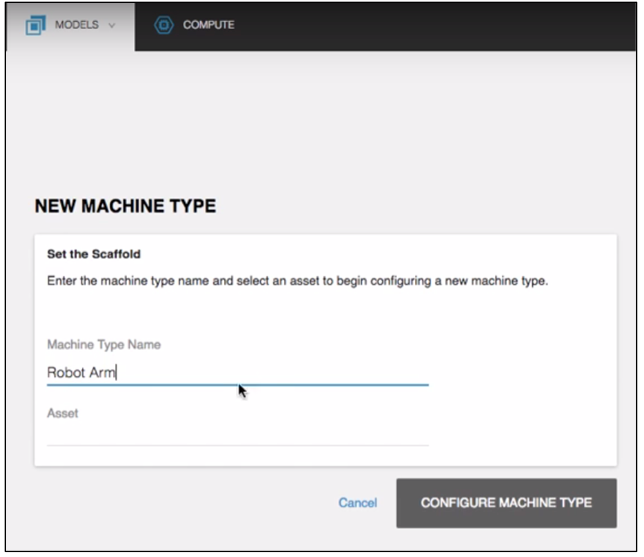 MODELS
COMPUTE
NEW MACHINE TYPE
Set the Scaffold
Enter the machine type name and select an asset to begin configuring a new machine type.
Machine Type Name
Robot Arm
Asset
Cancel
CONFIGURE MACHINE TYPE